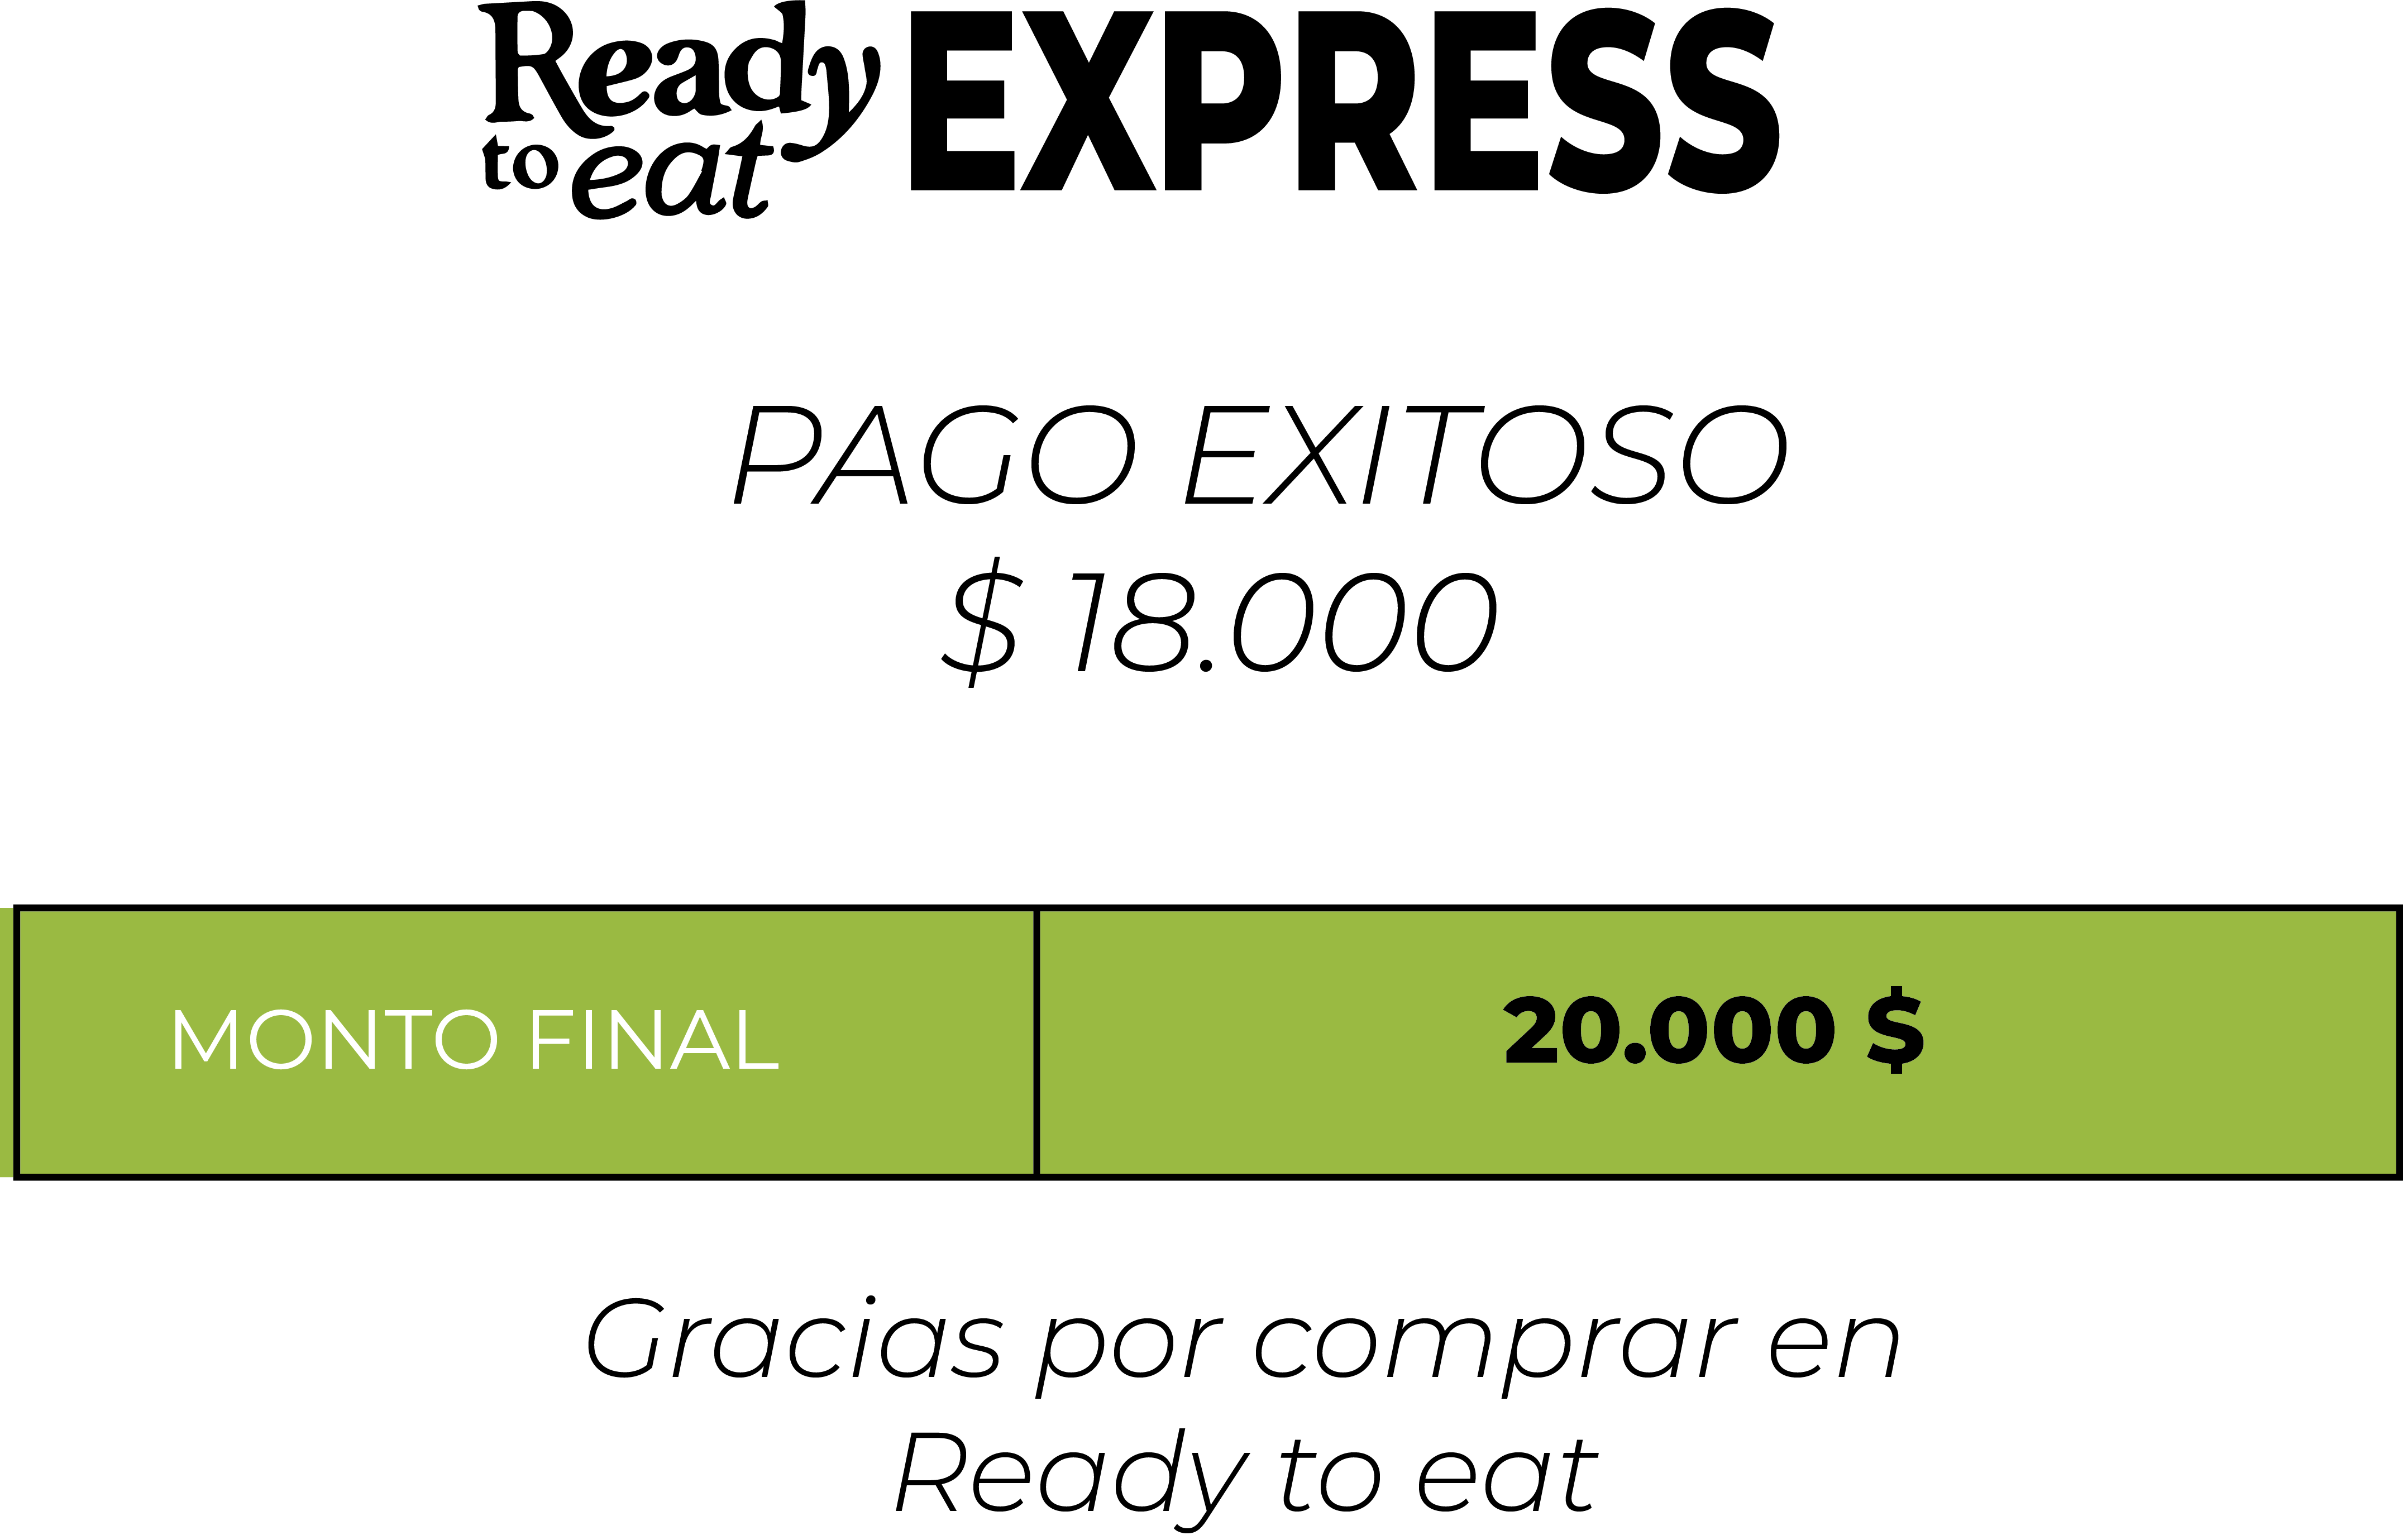 Ready to eat EXPRESS
PAGO EXITOSO
$ 18.000
MONTO FINAL 20.000 $
Gracias por comprar en
Ready to eat